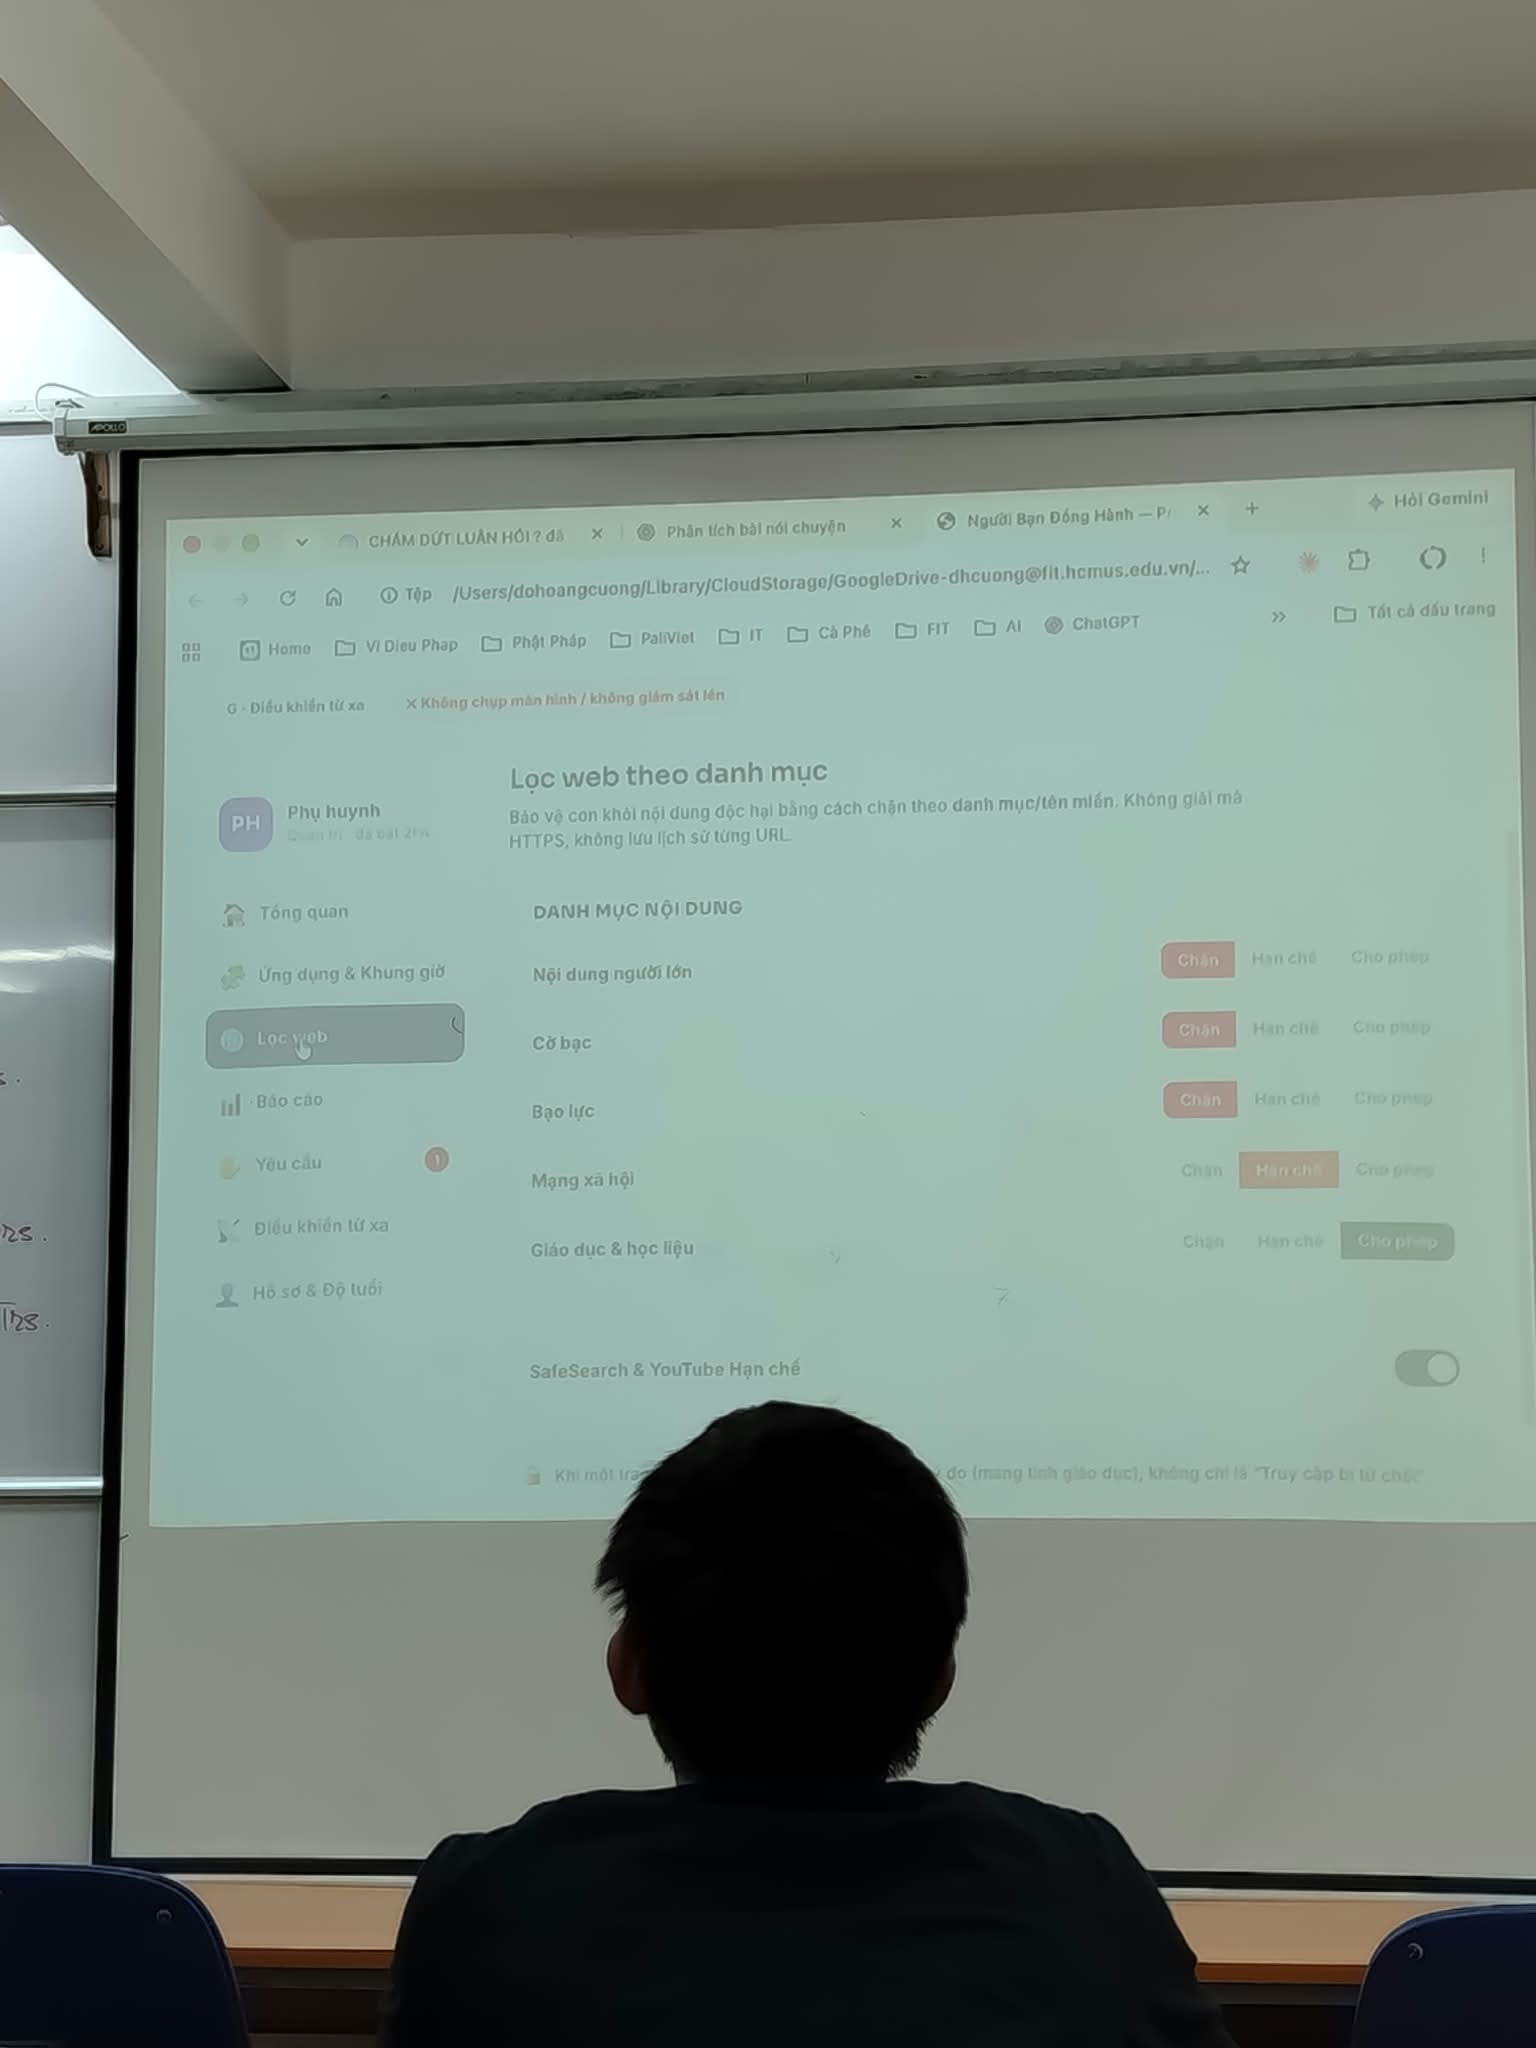 APOLLO
CHẤM DỨT LUÂN HỒI ? đã
Phân tích bài nói chuyện
Người Bạn Đồng Hành — P
Hỏi Gemini
Tệp /Users/dohoangcuong/Library/CloudStorage/GoogleDrive-dhcuong@fit.hcmus.edu.vn/...
Home
Vi Dieu Phap
Phật Pháp
PaliViet
IT
Cà Phê
FIT
AI
ChatGPT
Tất cả dấu trang
G - Điều khiển từ xa
✕ Không chụp màn hình / không giám sát lén
PH
Phụ huynh
Quản trị · đã bật 2FA
Lọc web theo danh mục
Bảo vệ con khỏi nội dung độc hại bằng cách chặn theo danh mục/tên miền. Không giải mã
HTTPS, không lưu lịch sử từng URL.
Tổng quan
Ứng dụng & Khung giờ
Lọc web
Báo cáo
Yêu cầu
1
Điều khiển từ xa
Hồ sơ & Độ tuổi
DANH MỤC NỘI DUNG
Nội dung người lớn Chặn Hạn chế Cho phép
Cờ bạc Chặn Hạn chế Cho phép
Bạo lực Chặn Hạn chế Cho phép
Mạng xã hội Chặn Hạn chế Cho phép
Giáo dục & học liệu Chặn Hạn chế Cho phép
SafeSearch & YouTube Hạn chế
Khi một do (mang tính giáo dục), không chỉ là "Truy cập bị từ chối"
rs.
Trs.